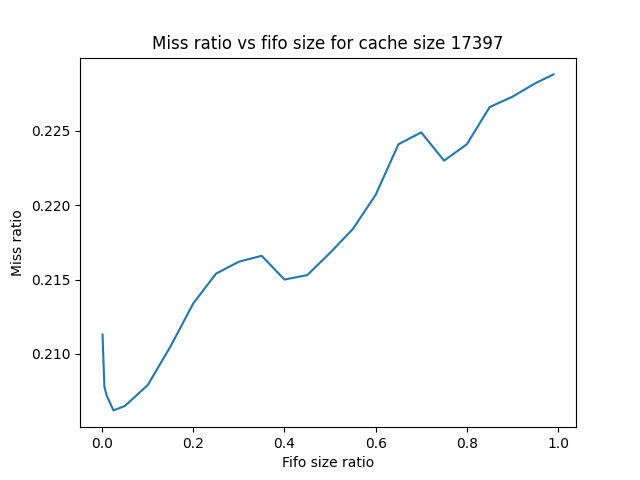 Miss ratio vs fifo size for cache size 17397
Miss ratio
0.225
0.220
0.215
0.210
0.0 0.2 0.4 0.6 0.8 1.0
Fifo size ratio